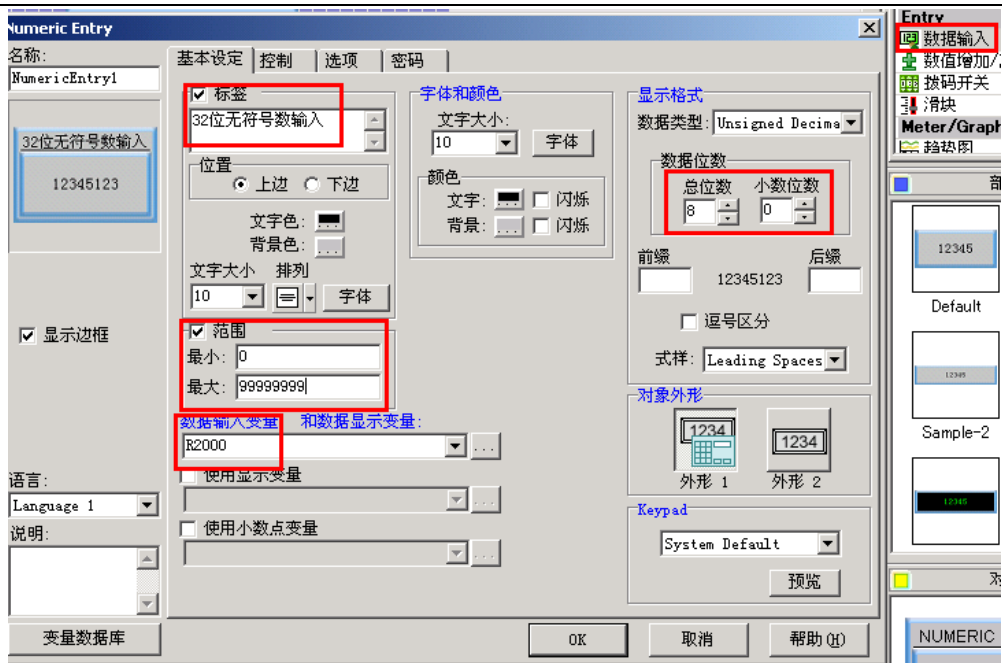 Numeric Entry
名称:
NumericEntry1
32位无符号数输入
12345123
显示边框
语言:
Language 1
说明:
变量数据库
基本设定 控制 选项 密码
标签
32位无符号数输入
位置
上边 下边
文字色:
背景色: ...
文字大小 排列
10 字体
范围
最小: 0
最大: 99999999
数据输入变量 和数据显示变量:
R2000 ...
使用显示变量
...
使用小数点变量
...
字体和颜色
文字大小:
10 字体
颜色
文字: 闪烁
背景: ... 闪烁
显示格式
数据类型: Unsigned Decima
数据位数
总位数 小数位数
8 0
前缀 后缀
12345123
逗号区分
式样: Leading Spaces
对象外形
1234 1234
外形 1 外形 2
Keypad
System Default
预览
OK 取消 帮助(H)
Entry
数据输入
数值增加/
拨码开关
滑块
Meter/Graph
趋势图
部
12345
Default
12345
Sample-2
12345
NUMERIC